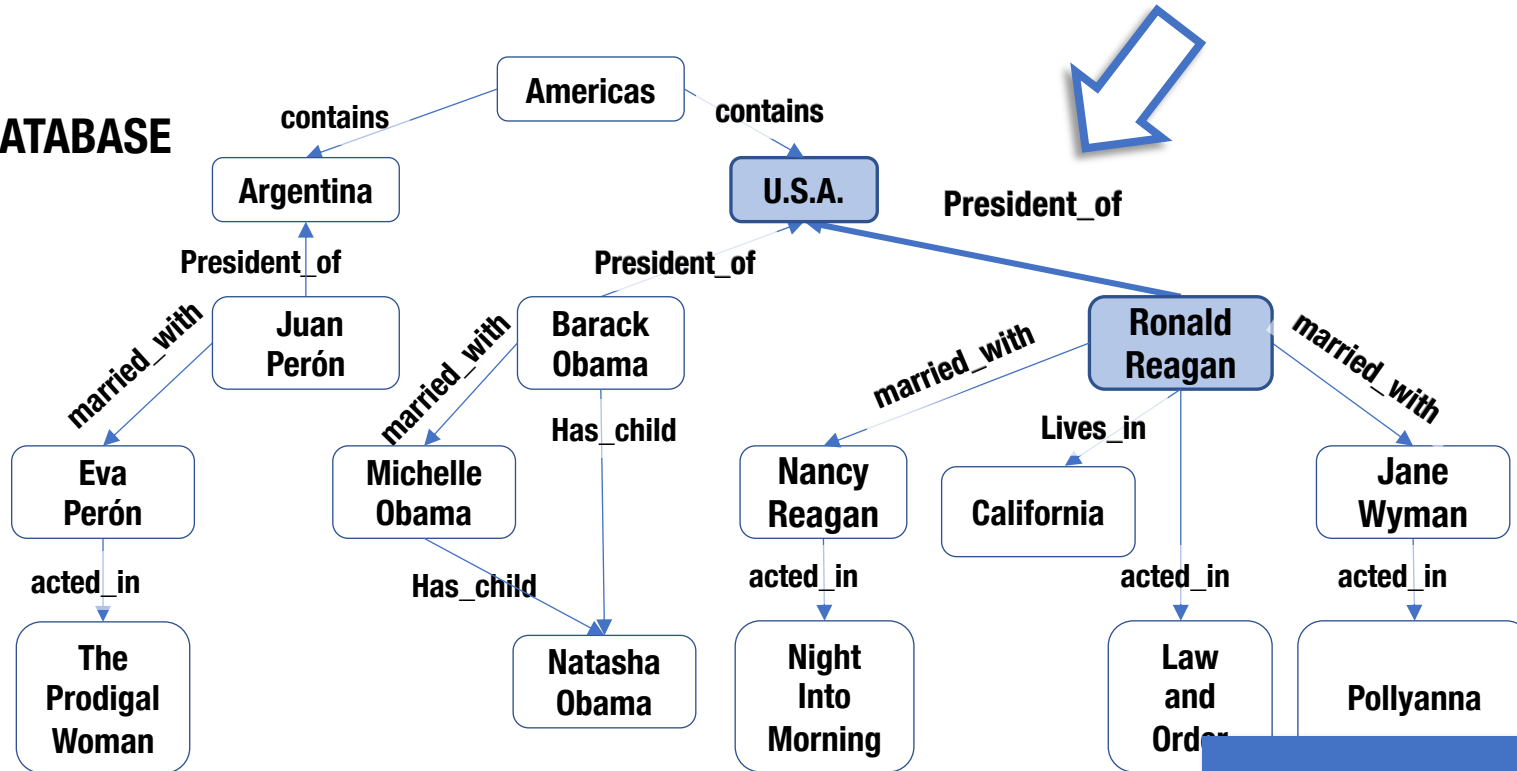 Americas
contains
contains
ATABASE
Argentina
U.S.A.
President_of
President_of
President_of
Juan
Perón
Barack
Obama
Ronald
Reagan
married_with
married_with
married_with
married_with
Has_child
Lives_in
Eva
Perón
Michelle
Obama
Nancy
Reagan
California
Jane
Wyman
acted_in
Has_child
acted_in
acted_in
acted_in
The
Prodigal
Woman
Natasha
Obama
Night
Into
Morning
Law
and
Order
Pollyanna